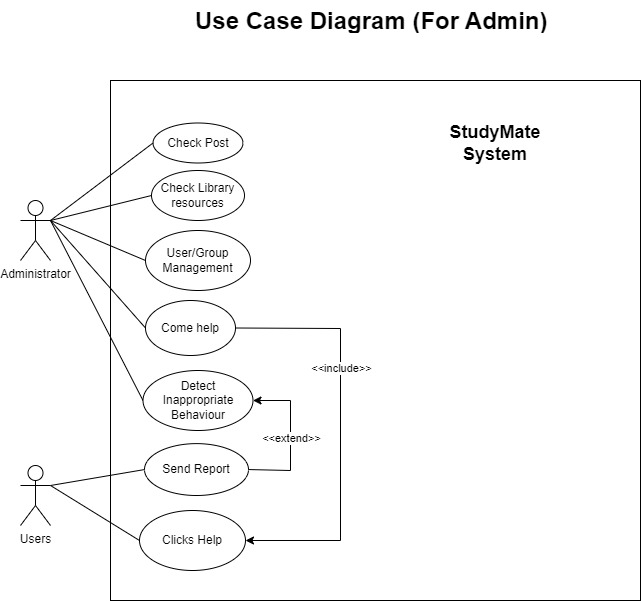 Use Case Diagram (For Admin)
StudyMate
System
Check Post
Check Library
resources
User/Group
Management
Administrator
Come help
<<include>>
Detect
Inappropriate
Behaviour
<<extend>>
Send Report
Users
Clicks Help